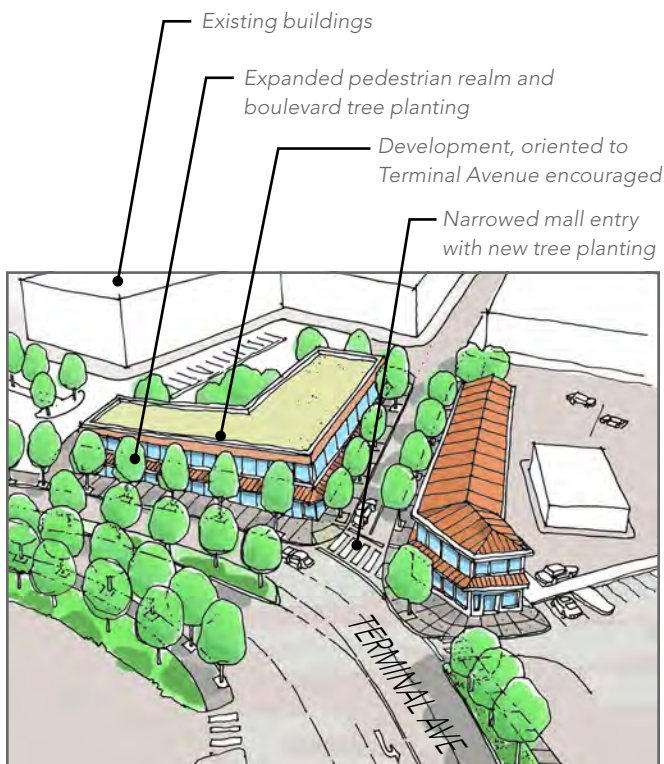 Existing buildings
Expanded pedestrian realm and
boulevard tree planting
Development, oriented to
Terminal Avenue encouraged
Narrowed mall entry
with new tree planting
TERMINAL AVE